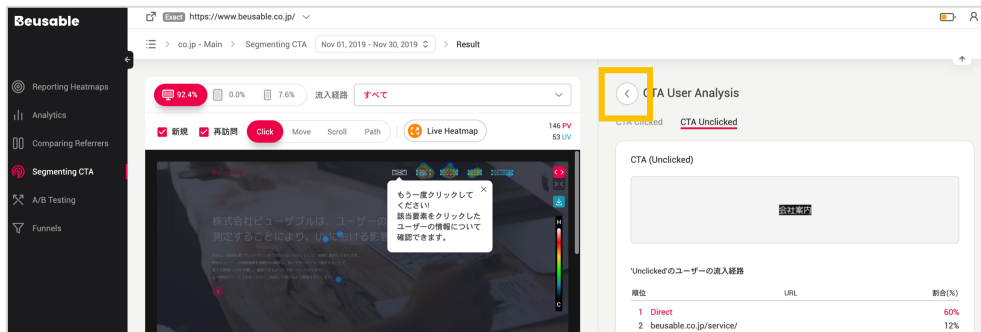 Beusable
Exact https://www.beusable.co.jp/
co.jp - Main > Segmenting CTA Nov 01, 2019 - Nov 30, 2019 > Result
Reporting Heatmaps
Analytics
Comparing Referrers
Segmenting CTA
A/B Testing
Funnels
92.4% 0.0% 7.6% 流入経路 すべて
新規 再訪問 Click Move Scroll Path Live Heatmap 146 PV
53 UV
もう一度クリックして
ください!
該当要素をクリックした
ユーザーの情報について
確認できます。
株式会社ビューザブルは、ユーザーの
測定することにより、UXにおける影響
H
C
CTA User Analysis
CTA Clicked CTA Unclicked
CTA (Unclicked)
会社案内
'Unclicked'のユーザーの流入経路
順位 URL 割合(%)
1 Direct 60%
2 beusable.co.jp/service/ 12%